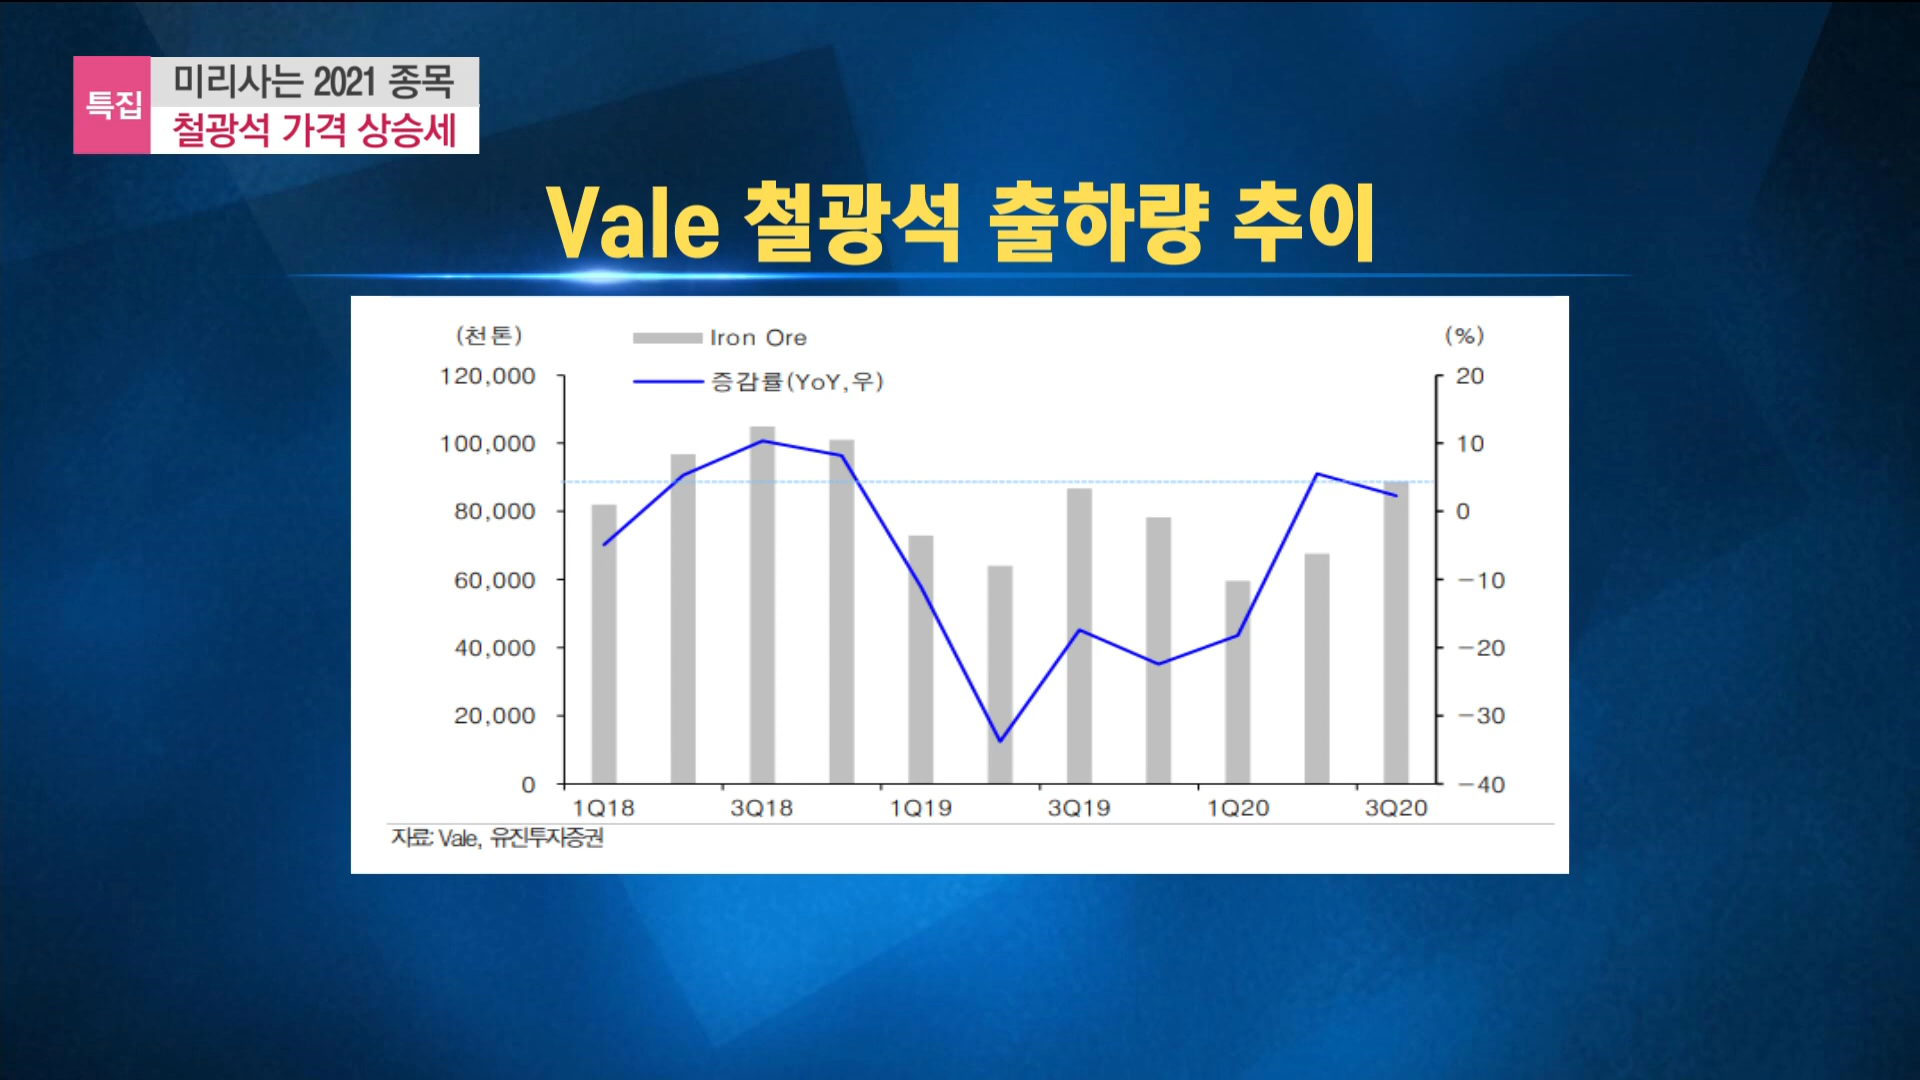 특집
미리사는 2021 종목
철광석 가격 상승세
Vale 철광석 출하량 추이
(천톤)
Iron Ore
(%)
증감률(YoY,우)
120,000
100,000
80,000
60,000
40,000
20,000
0
20
10
0
-10
-20
-30
-40
1Q18 3Q18 1Q19 3Q19 1Q20 3Q20
자료: Vale, 유진투자증권